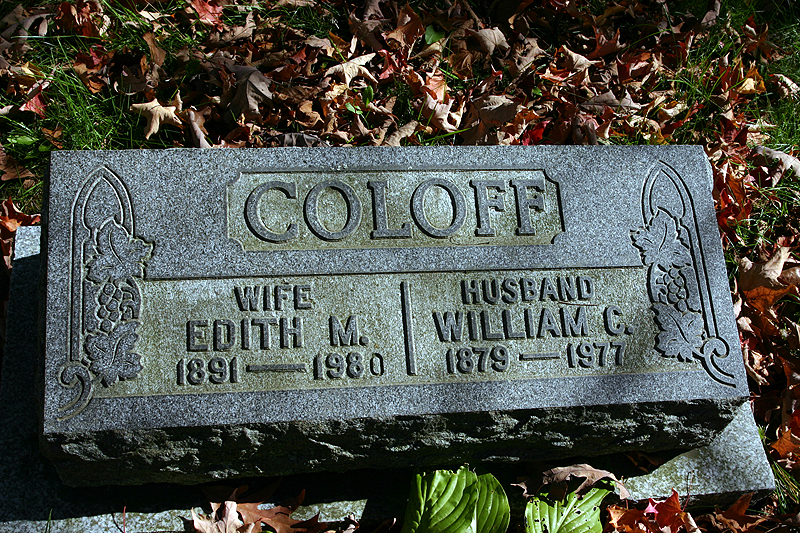 COLOFF
WIFE
EDITH M.
1891 — 1980
HUSBAND
WILLIAM C.
1879 — 1977